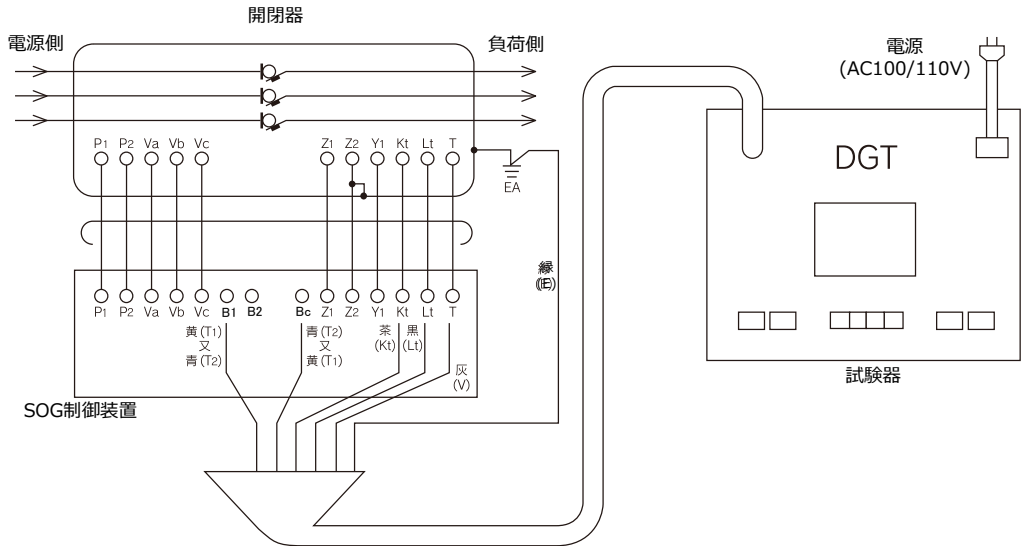 開閉器
電源側
負荷側
電源
(AC100/110V)
P1 P2 Va Vb Vc Z1 Z2 Y1 Kt Lt T
DGT
EA
緑
(E)
P1 P2 Va Vb Vc B1 B2 Bc Z1 Z2 Y1 Kt Lt T
黄(T1)
又
青(T2)
青(T2)
又
黄(T1)
茶
(Kt)
黒
(Lt)
灰
(V)
試験器
SOG制御装置